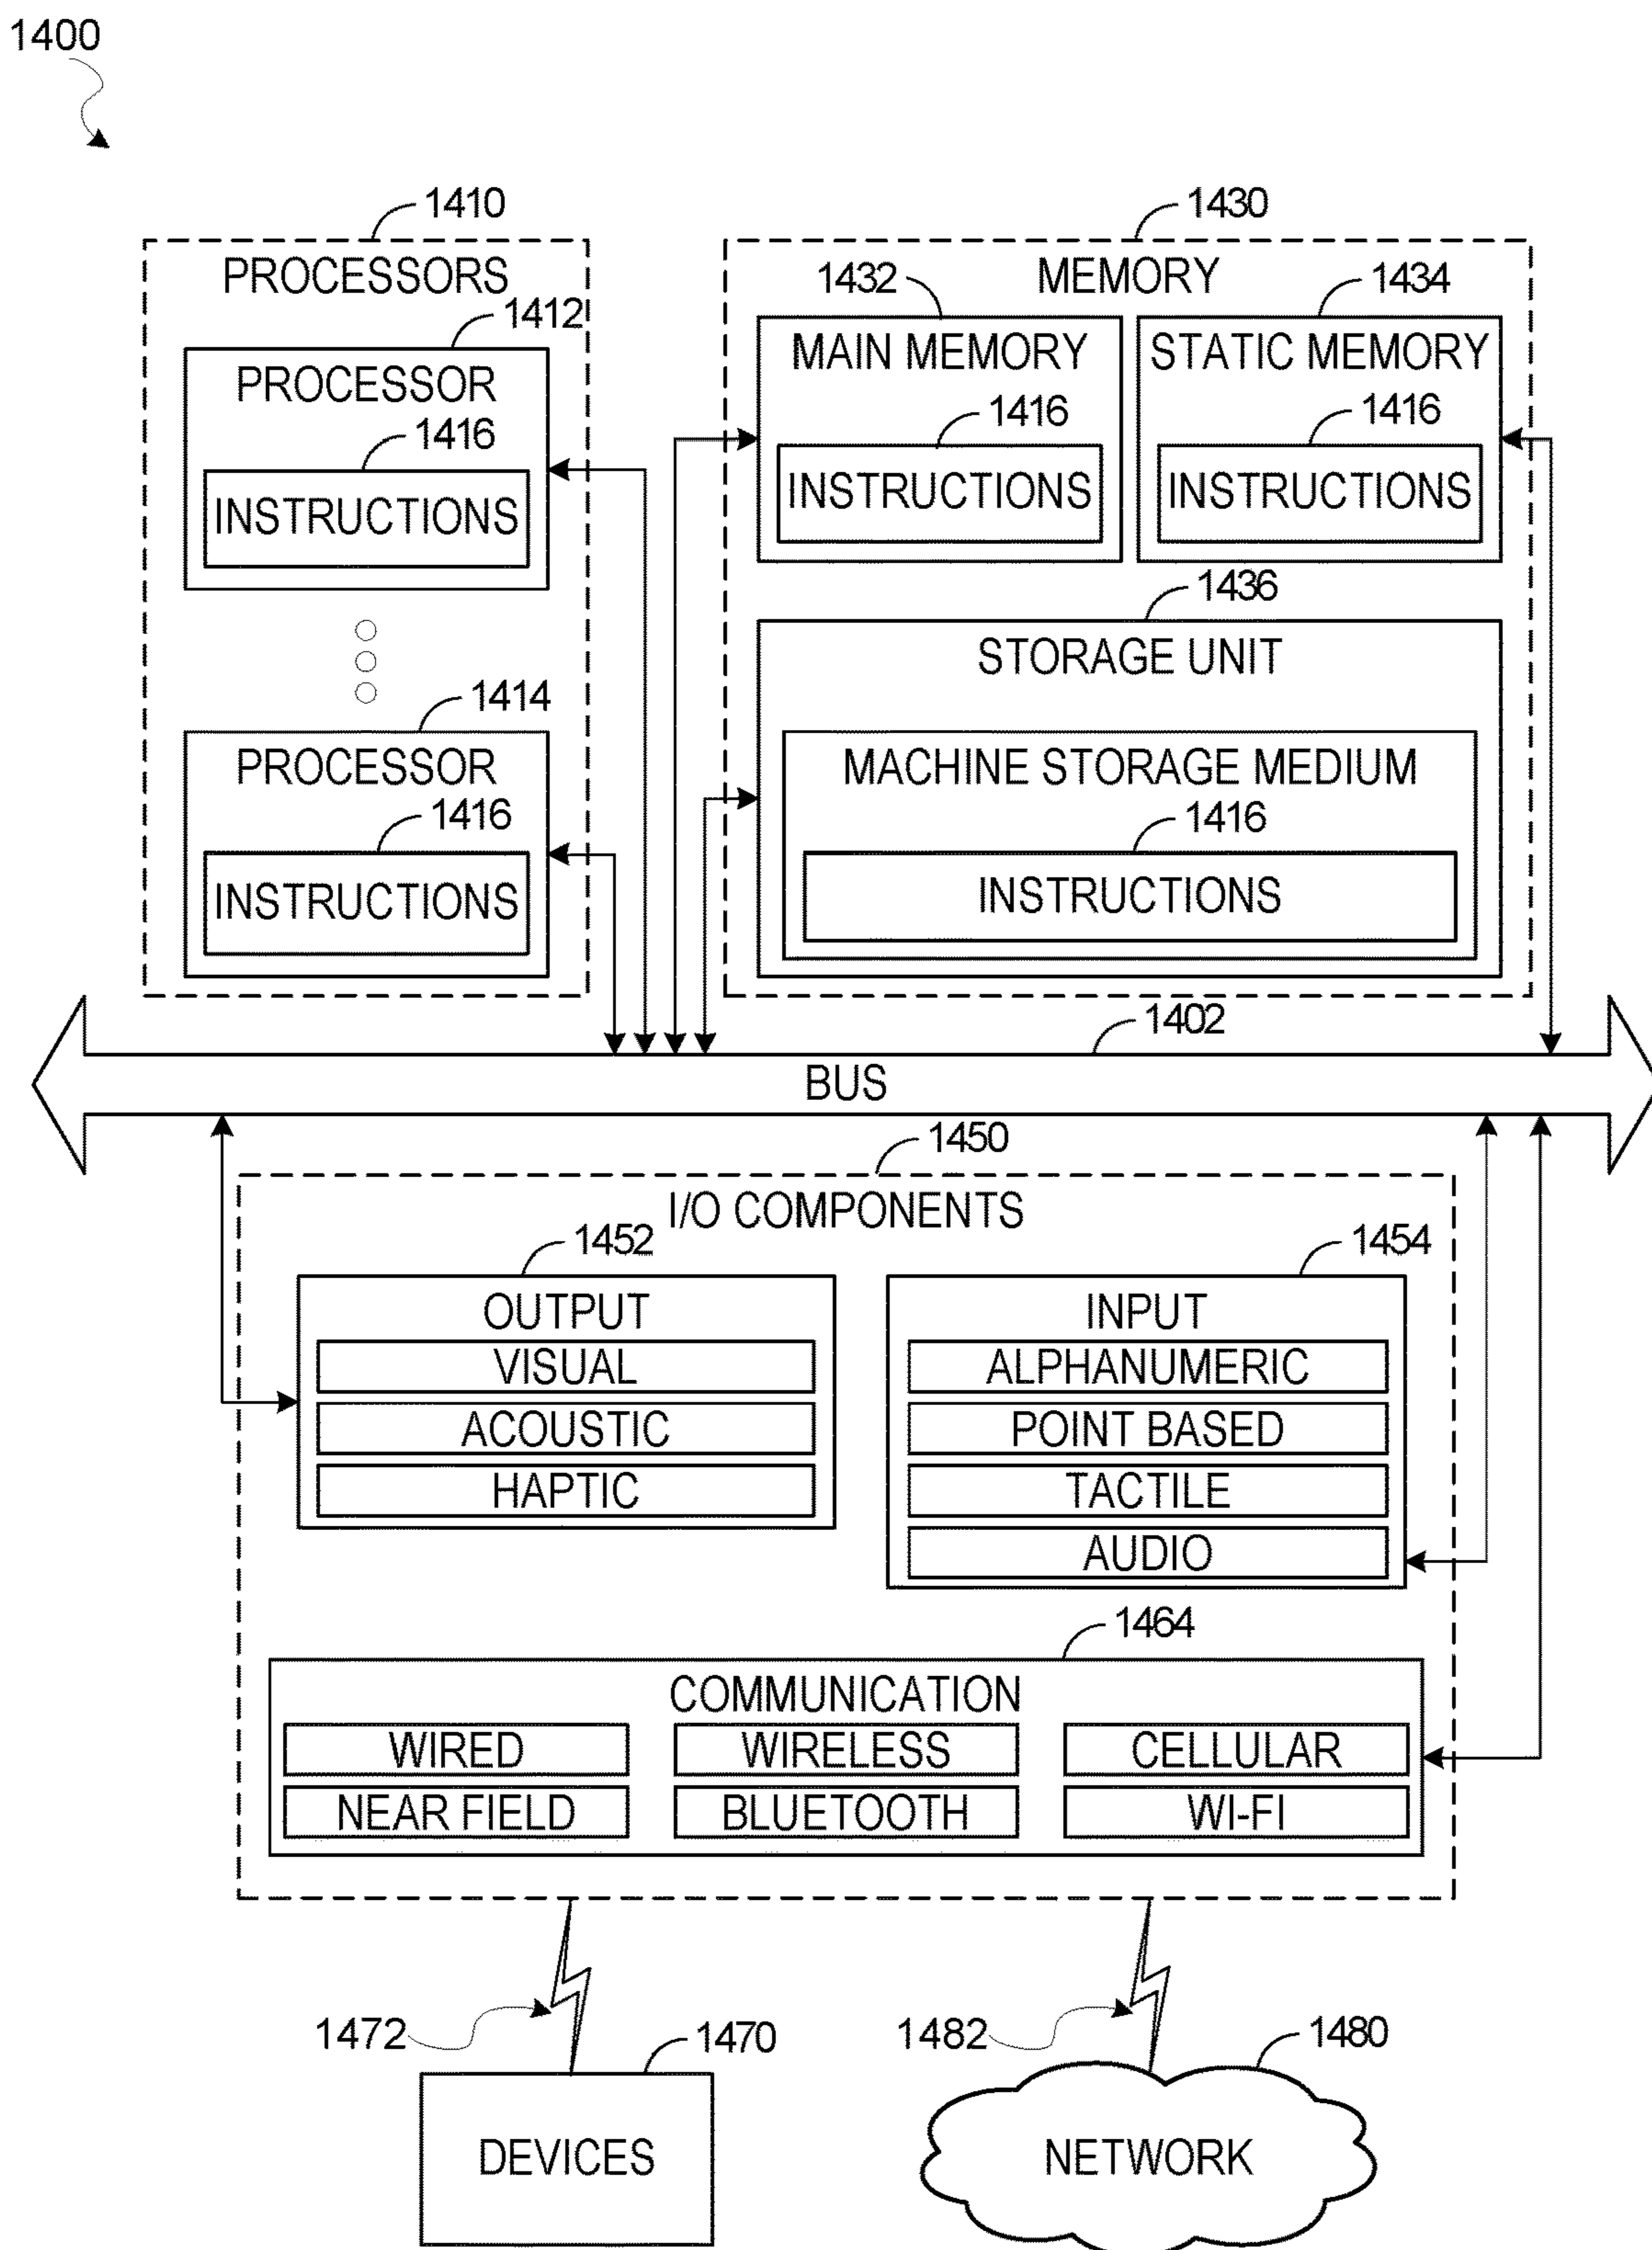 1400
1410
1430
PROCESSORS
1432
MEMORY
1434
1412
MAIN MEMORY
STATIC MEMORY
PROCESSOR
1416
1416
1416
INSTRUCTIONS
INSTRUCTIONS
INSTRUCTIONS
1436
STORAGE UNIT
1414
PROCESSOR
MACHINE STORAGE MEDIUM
1416
1416
INSTRUCTIONS
INSTRUCTIONS
1402
BUS
1450
I/O COMPONENTS
1452
1454
OUTPUT
INPUT
VISUAL
ALPHANUMERIC
ACOUSTIC
POINT BASED
HAPTIC
TACTILE
AUDIO
1464
COMMUNICATION
WIRED
WIRELESS
CELLULAR
NEAR FIELD
BLUETOOTH
WI-FI
1472
1470
1482
1480
DEVICES
NETWORK